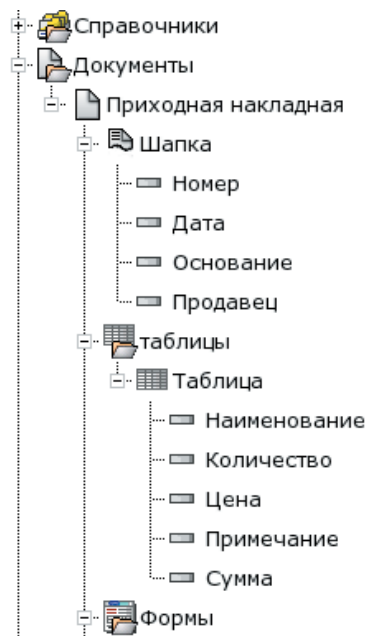 Справочники
Документы
Приходная накладная
Шапка
Номер
Дата
Основание
Продавец
таблицы
Таблица
Наименование
Количество
Цена
Примечание
Сумма
Формы